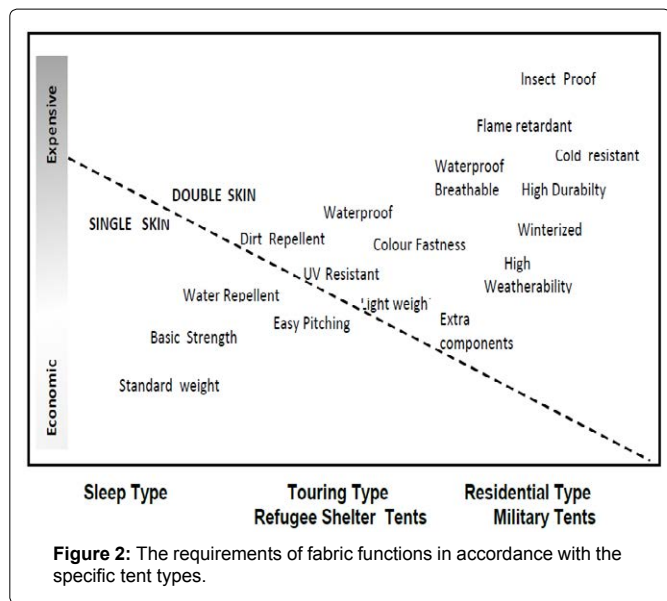 Expensive
Economic
Insect Proof
Flame retardant
Cold resistant
Waterproof
Breathable
High Durabilty
DOUBLE SKIN
SINGLE SKIN
Waterproof
Dirt Repellent
Colour Fastness
Winterized
UV Resistant
High
Weatherability
Water Repellent
Light weigh
Easy Pitching
Extra
components
Basic Strength
Standard weight
Sleep Type
Touring Type
Refugee Shelter Tents
Residential Type
Military Tents
Figure 2: The requirements of fabric functions in accordance with the
specific tent types.